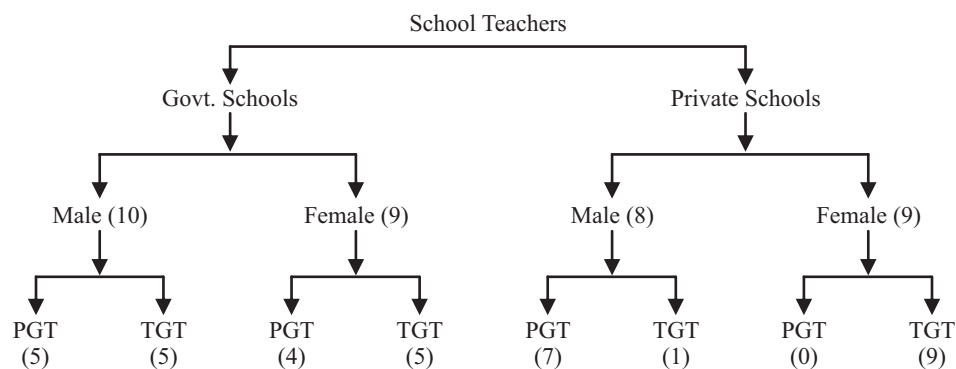 School Teachers
Govt. Schools Private Schools
Male (10) Female (9) Male (8) Female (9)
PGT TGT PGT TGT PGT TGT PGT TGT
(5) (5) (4) (5) (7) (1) (0) (9)